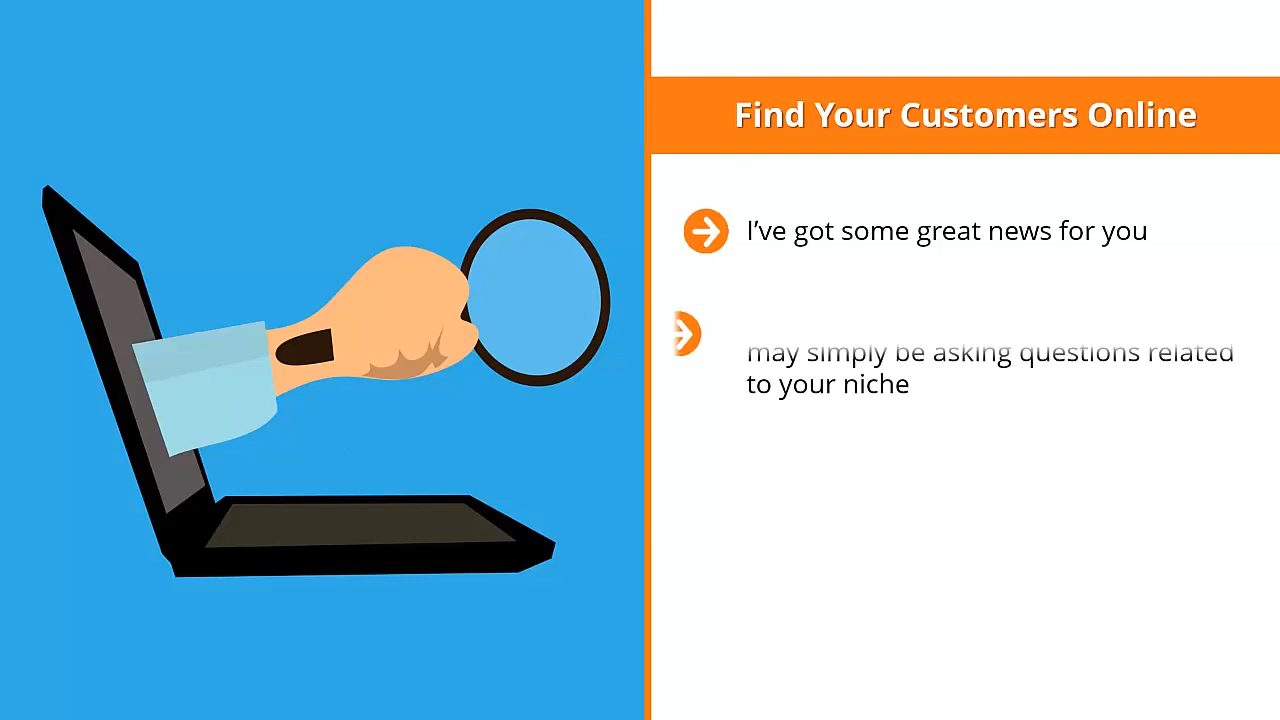 Find Your Customers Online
I’ve got some great news for you
may simply be asking questions related
to your niche